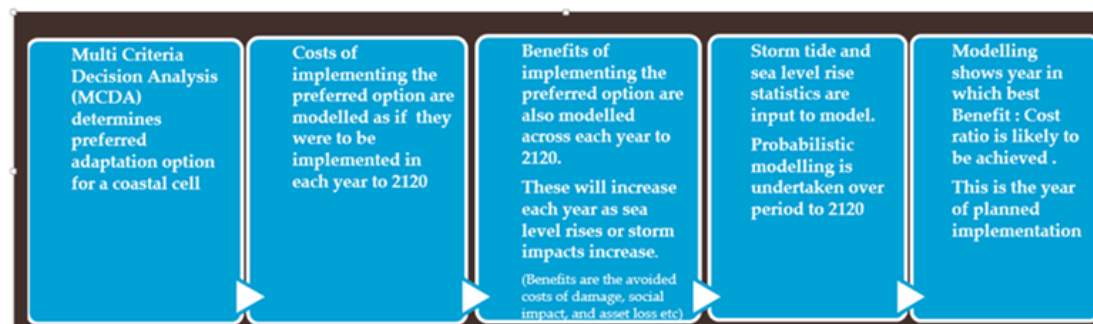 Multi Criteria
Decision Analysis
(MCDA)
determines
preferred
adaptation option
for a coastal cell
Costs of
implementing the
preferred option are
modelled as if they
were to be
implemented in
each year to 2120
Benefits of
implementing the
preferred option are
also modelled
across each year to
2120.
These will increase
each year as sea
level rises or storm
impacts increase.
(Benefits are the avoided
costs of damage, social
impact, and asset loss etc)
Storm tide and
sea level rise
statistics are
input to model.
Probabilistic
modelling is
undertaken over
period to 2120
Modelling
shows year in
which best
Benefit : Cost
ratio is likely to
be achieved .
This is the year
of planned
implementation